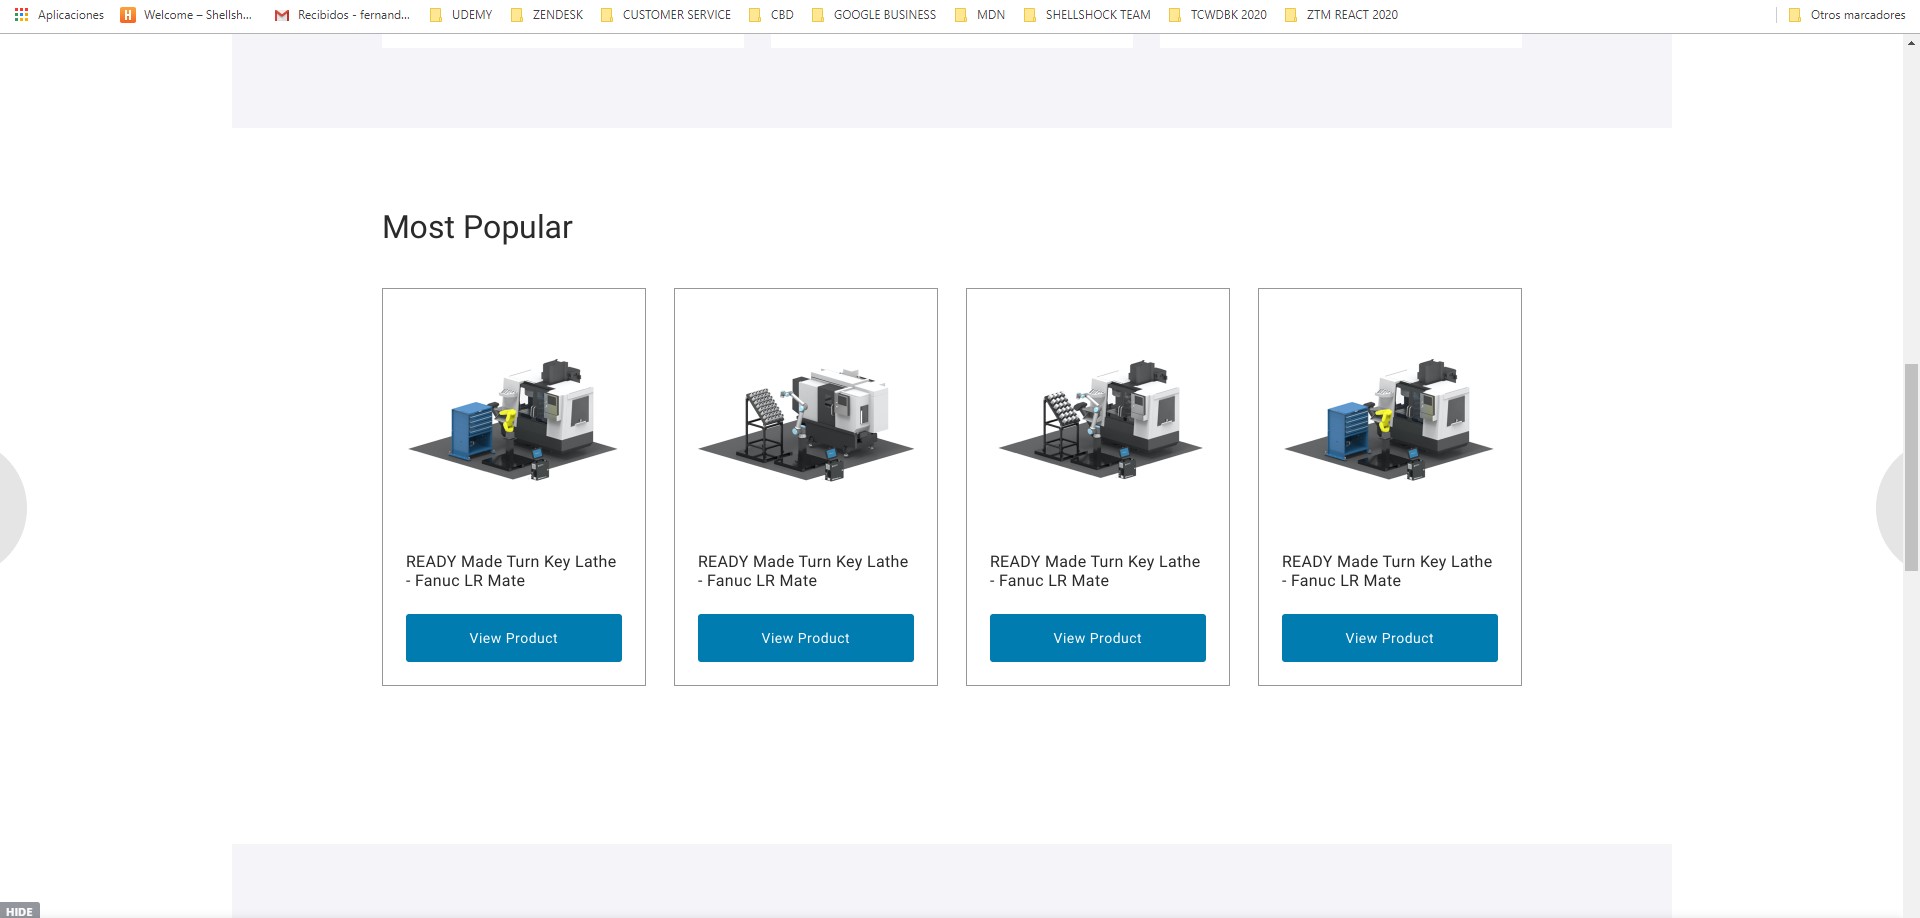 Aplicaciones H Welcome – Shellsh... Recibidos - fernand... UDEMY ZENDESK CUSTOMER SERVICE CBD GOOGLE BUSINESS MDN SHELLSHOCK TEAM TCWDBK 2020 ZTM REACT 2020 Otros marcadores
Most Popular
READY Made Turn Key Lathe
- Fanuc LR Mate
View Product
READY Made Turn Key Lathe
- Fanuc LR Mate
View Product
READY Made Turn Key Lathe
- Fanuc LR Mate
View Product
READY Made Turn Key Lathe
- Fanuc LR Mate
View Product
HIDE